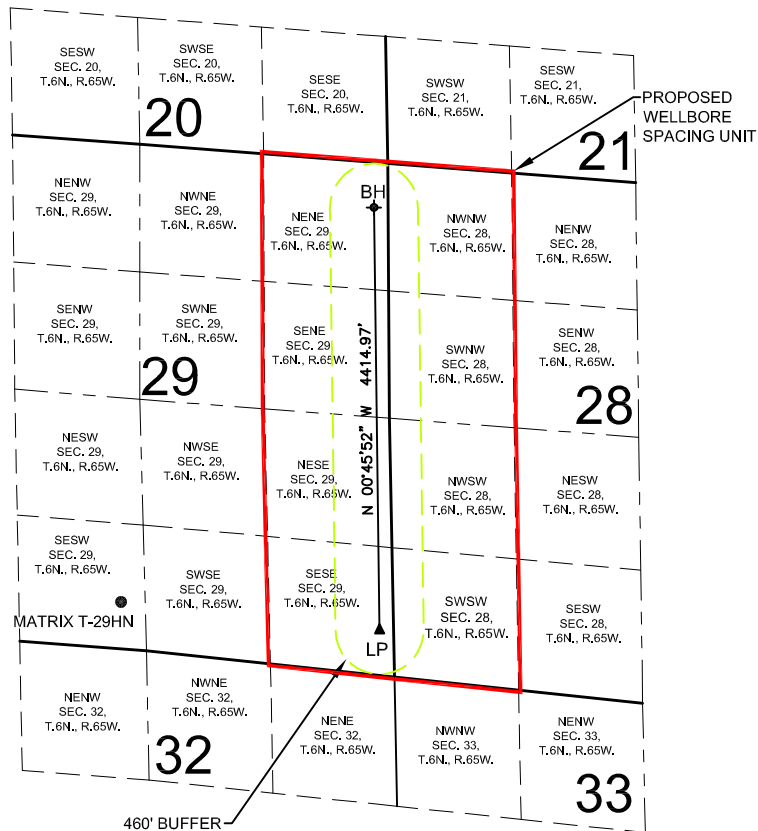 SESW
SEC. 20,
T.6N., R.65W.
SWSE
SEC. 20,
T.6N., R.65W.
SESE
SEC. 20,
T.6N., R.65W.
SWSW
SEC. 21,
T.6N., R.65W.
SESW
SEC. 21,
T.6N., R.65W.
20
21
PROPOSED
WELLBORE
SPACING UNIT
NENW
SEC. 29,
T.6N., R.65W.
NWNE
SEC. 29,
T.6N., R.65W.
NENE
SEC. 29,
T.6N., R.65W.
BH
NWNW
SEC. 28,
T.6N., R.65W.
NENW
SEC. 28,
T.6N., R.65W.
SENW
SEC. 29,
T.6N., R.65W.
SWNE
SEC. 29,
T.6N., R.65W.
SENE
SEC. 29,
T.6N., R.65W.
SWNW
SEC. 28,
T.6N., R.65W.
SENW
SEC. 28,
T.6N., R.65W.
29
28
N 00°45'52" W 4414.97'
NESW
SEC. 29,
T.6N., R.65W.
NWSE
SEC. 29,
T.6N., R.65W.
NESE
SEC. 29,
T.6N., R.65W.
NWSW
SEC. 28,
T.6N., R.65W.
NESW
SEC. 28,
T.6N., R.65W.
SESW
SEC. 29,
T.6N., R.65W.
SWSE
SEC. 29,
T.6N., R.65W.
SESE
SEC. 29,
T.6N., R.65W.
SWSW
SEC. 28,
T.6N., R.65W.
SESW
SEC. 28,
T.6N., R.65W.
MATRIX T-29HN
LP
NENW
SEC. 32,
T.6N., R.65W.
NWNE
SEC. 32,
T.6N., R.65W.
NENE
SEC. 32,
T.6N., R.65W.
NWNW
SEC. 33,
T.6N., R.65W.
NENW
SEC. 33,
T.6N., R.65W.
32
33
460' BUFFER